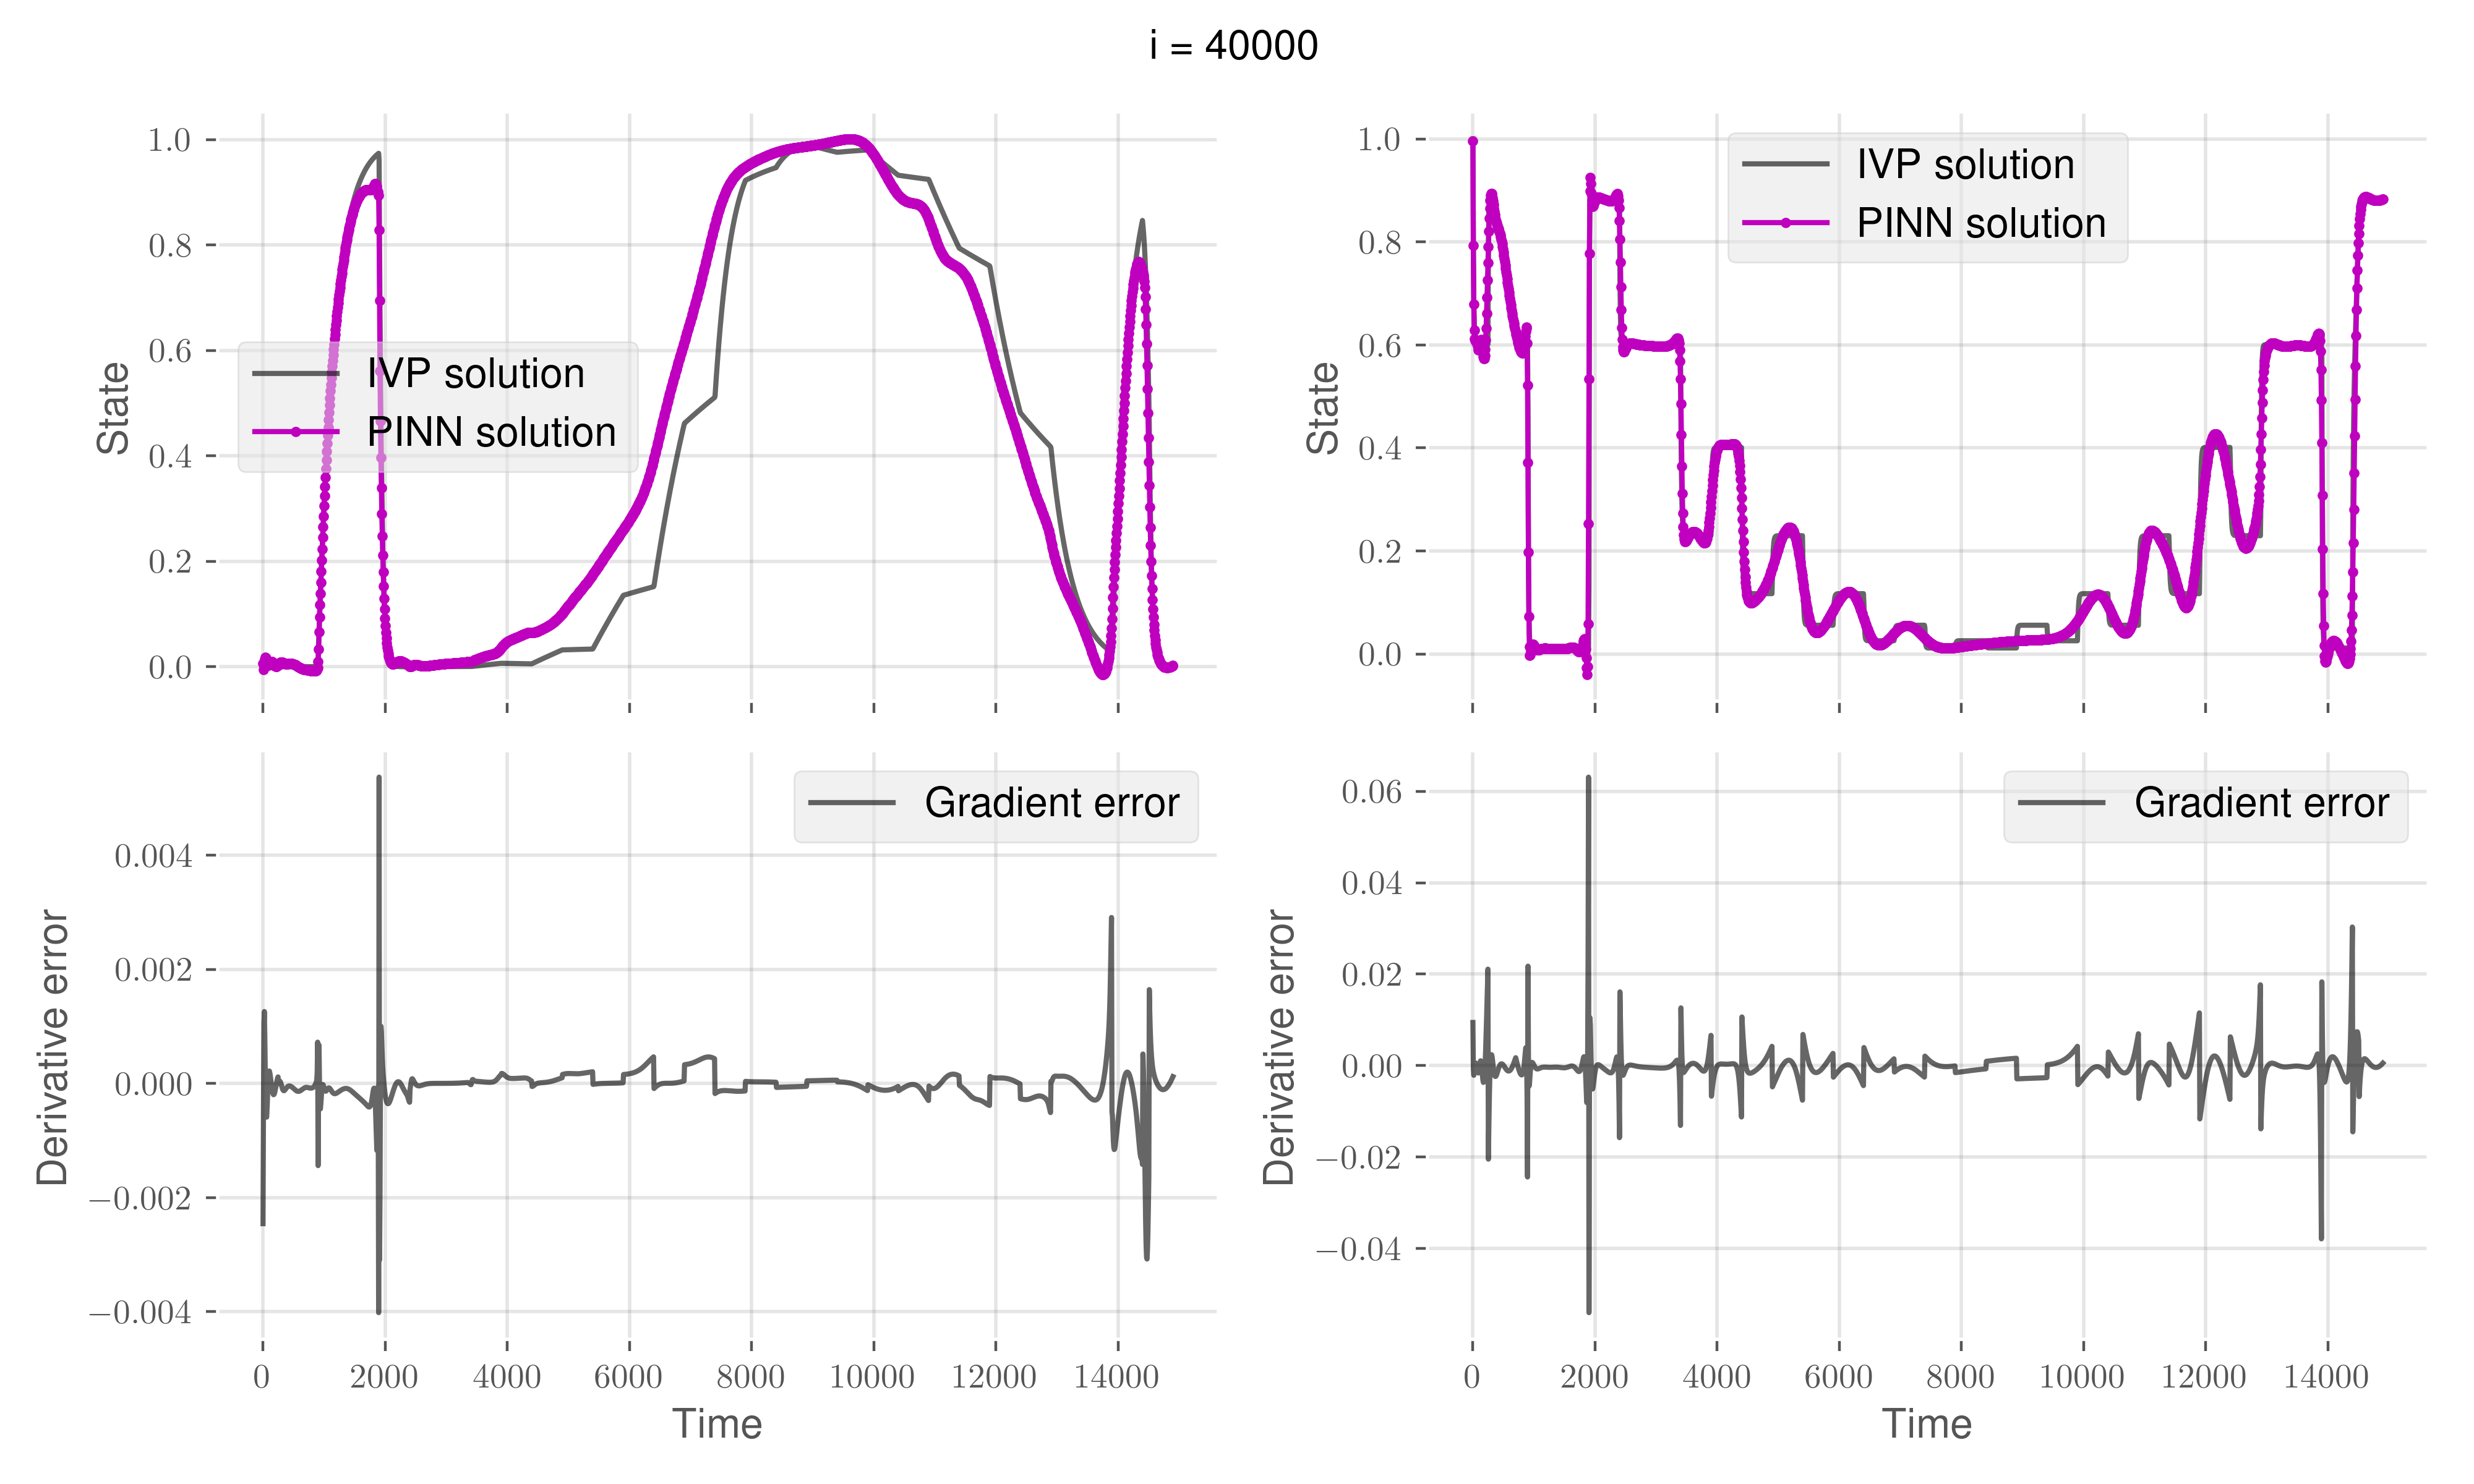 i = 40000
State
1.0
0.8
0.6
0.4
0.2
0.0
IVP solution
PINN solution
State
1.0
0.8
0.6
0.4
0.2
0.0
IVP solution
PINN solution
Derivative error
0.004
0.002
0.000
−0.002
−0.004
Gradient error
0 2000 4000 6000 8000 10000 12000 14000
Time
Derivative error
0.06
0.04
0.02
0.00
−0.02
−0.04
Gradient error
0 2000 4000 6000 8000 10000 12000 14000
Time